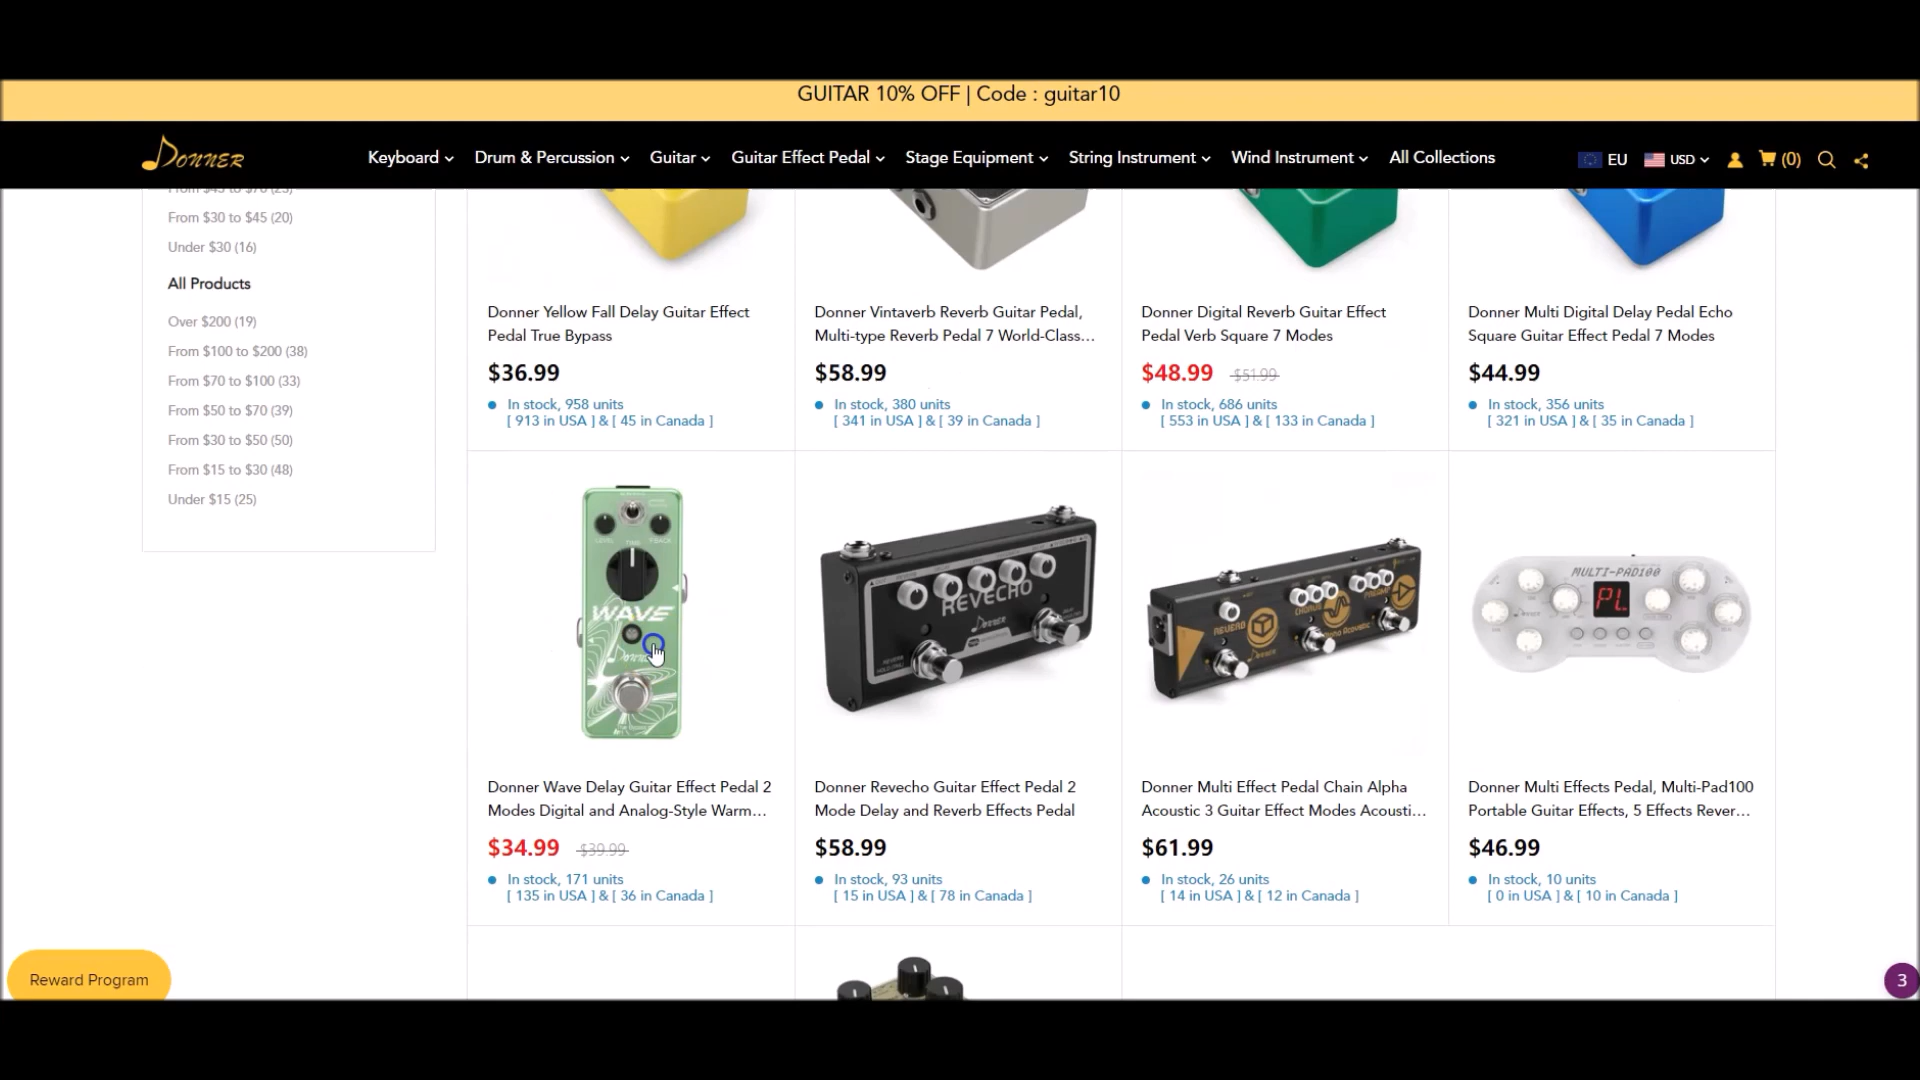 GUITAR 10% OFF | Code : guitar10
DONNER
Keyboard
Drum & Percussion
Guitar
Guitar Effect Pedal
Stage Equipment
String Instrument
Wind Instrument
All Collections
EU
USD
(0)
From $30 to $45 (20)
Under $30 (16)
All Products
Over $200 (19)
From $100 to $200 (38)
From $70 to $100 (33)
From $50 to $70 (39)
From $30 to $50 (50)
From $15 to $30 (48)
Under $15 (25)
Donner Yellow Fall Delay Guitar Effect
Pedal True Bypass
$36.99
In stock, 958 units
[ 913 in USA ] & [ 45 in Canada ]
Donner Vintaverb Reverb Guitar Pedal,
Multi-type Reverb Pedal 7 World-Class...
$58.99
In stock, 380 units
[ 341 in USA ] & [ 39 in Canada ]
Donner Digital Reverb Guitar Effect
Pedal Verb Square 7 Modes
$48.99 $51.99
In stock, 686 units
[ 553 in USA ] & [ 133 in Canada ]
Donner Multi Digital Delay Pedal Echo
Square Guitar Effect Pedal 7 Modes
$44.99
In stock, 356 units
[ 321 in USA ] & [ 35 in Canada ]
LEVEL
TIME
F.BACK
WAVE
Donner
Donner Wave Delay Guitar Effect Pedal 2
Modes Digital and Analog-Style Warm...
$34.99 $39.99
In stock, 171 units
[ 135 in USA ] & [ 36 in Canada ]
REVECHO
DONNER
Donner Revecho Guitar Effect Pedal 2
Mode Delay and Reverb Effects Pedal
$58.99
In stock, 93 units
[ 15 in USA ] & [ 78 in Canada ]
REVERB
CHORUS
PREAMP
Alpha Acoustic
Donner Multi Effect Pedal Chain Alpha
Acoustic 3 Guitar Effect Modes Acousti...
$61.99
In stock, 26 units
[ 14 in USA ] & [ 12 in Canada ]
MULTI-PAD100
PL
Donner Multi Effects Pedal, Multi-Pad100
Portable Guitar Effects, 5 Effects Rever...
$46.99
In stock, 10 units
[ 0 in USA ] & [ 10 in Canada ]
Reward Program
3